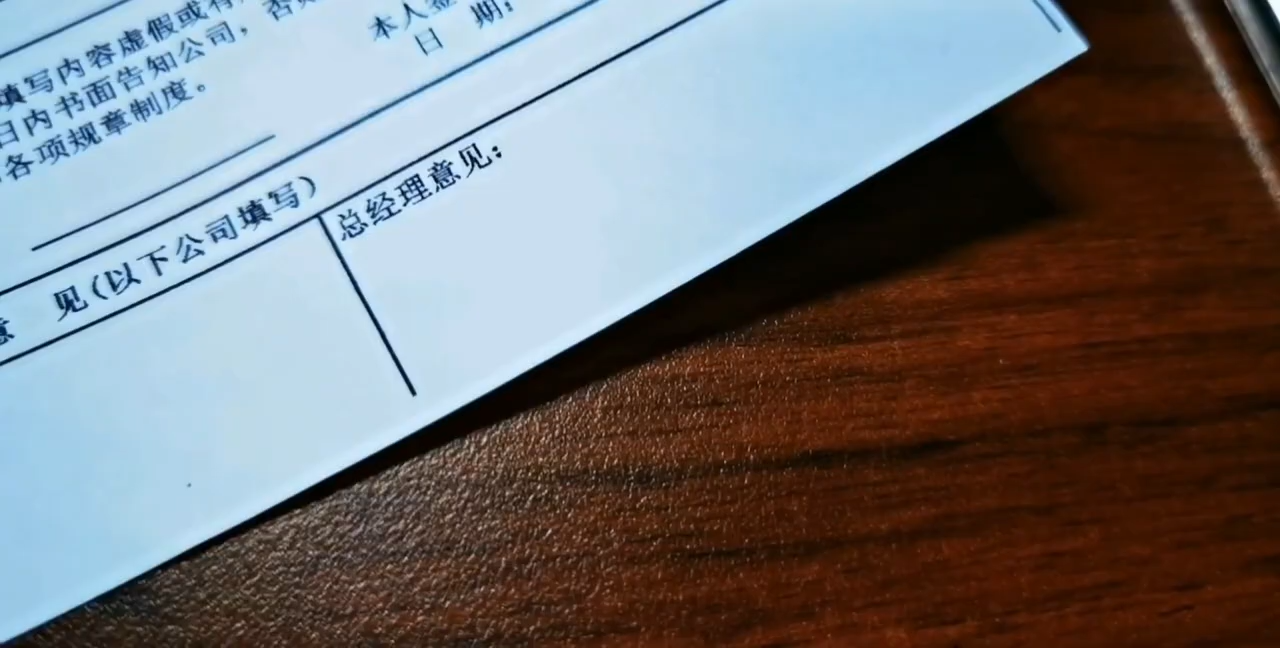 填写内容虚假或有
日内书面告知公司，否则
各项规章制度。
本人签
日 期：
意 见（以下公司填写）
总经理意见：